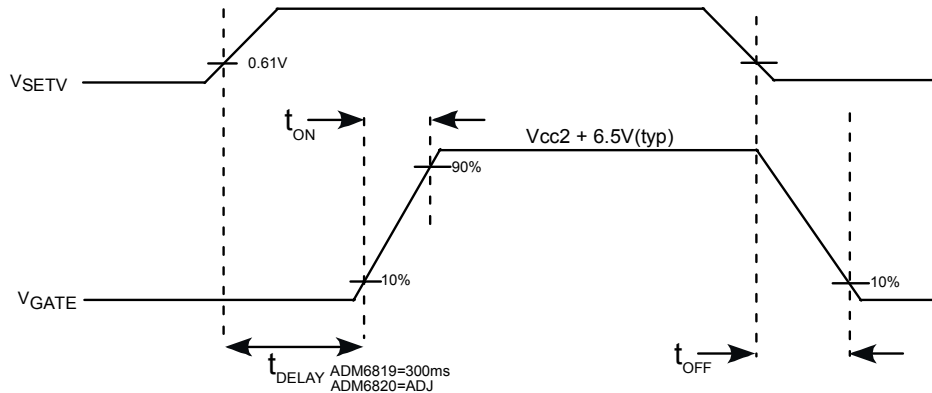 0.61V
VSETV
tON
Vcc2 + 6.5V(typ)
90%
10%
10%
VGATE
tDELAY ADM6819=300ms
ADM6820=ADJ
tOFF